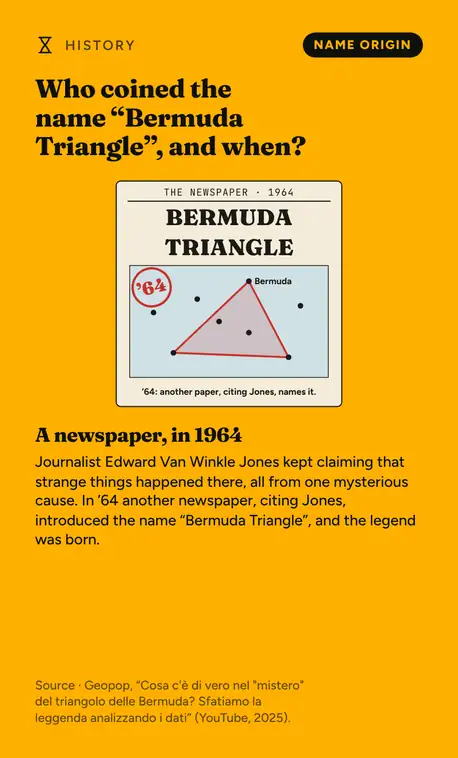 HISTORY
NAME ORIGIN
Who coined the
name “Bermuda
Triangle”, and when?
THE NEWSPAPER · 1964
BERMUDA
TRIANGLE
’64
Bermuda
’64: another paper, citing Jones, names it.
A newspaper, in 1964
Journalist Edward Van Winkle Jones kept claiming that
strange things happened there, all from one mysterious
cause. In ’64 another newspaper, citing Jones,
introduced the name “Bermuda Triangle”, and the legend
was born.
Source · Geopop, “Cosa c'è di vero nel "mistero"
del triangolo delle Bermuda? Sfatiamo la
leggenda analizzando i dati” (YouTube, 2025).